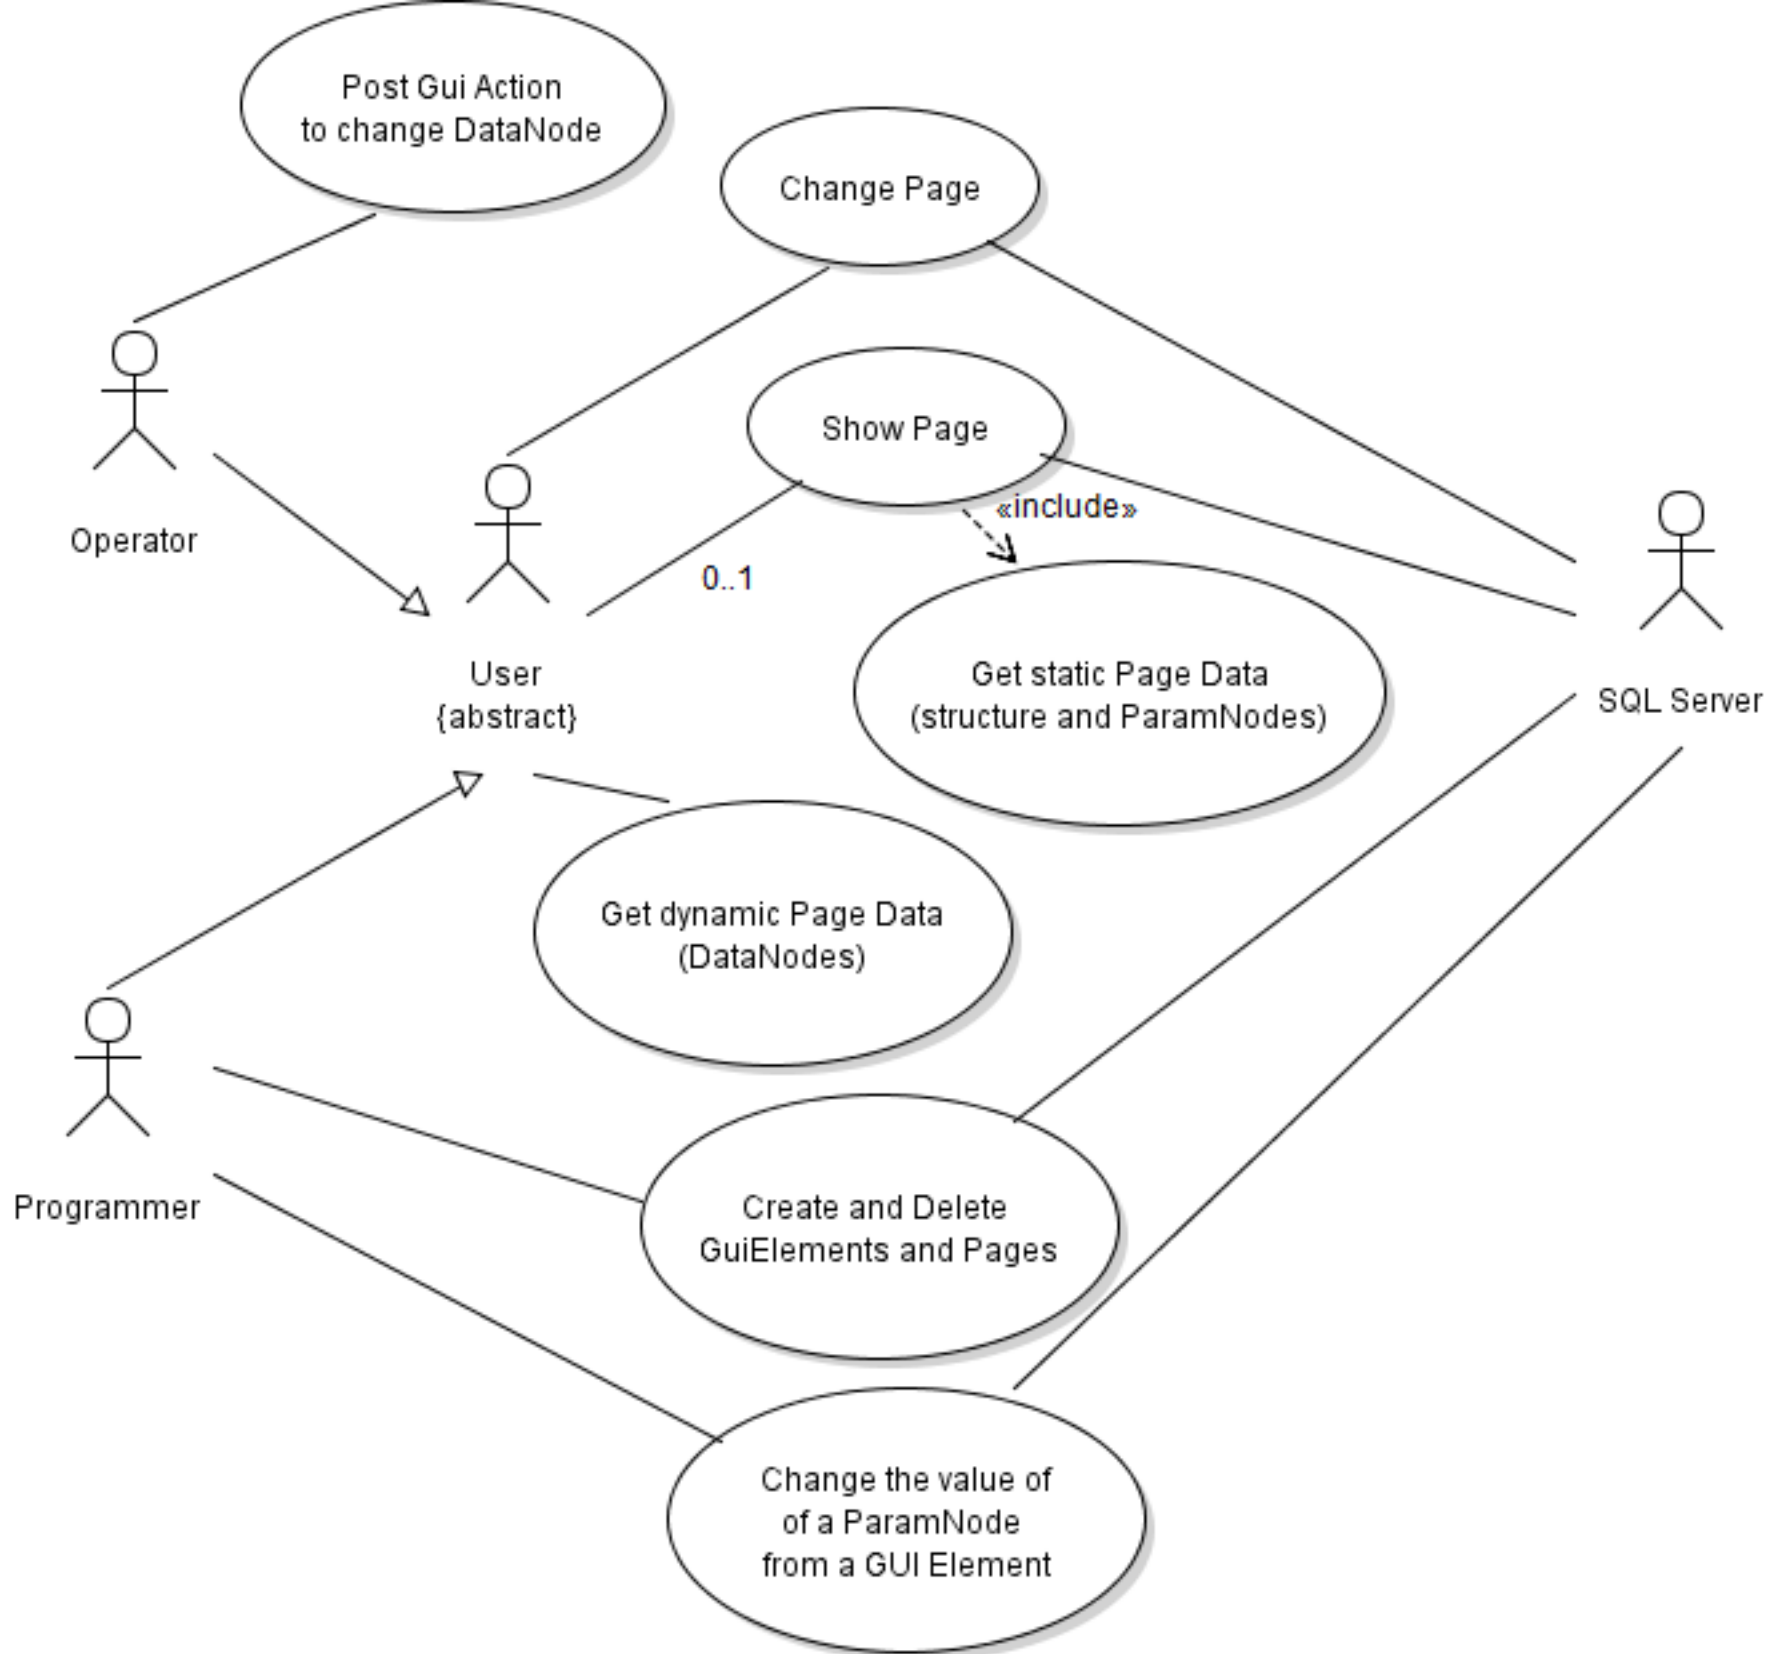 Post Gui Action
to change DataNode
Change Page
Show Page
«include»
Operator
0..1
User
{abstract}
Get static Page Data
(structure and ParamNodes)
SQL Server
Get dynamic Page Data
(DataNodes)
Programmer
Create and Delete
GuiElements and Pages
Change the value of
of a ParamNode
from a GUI Element